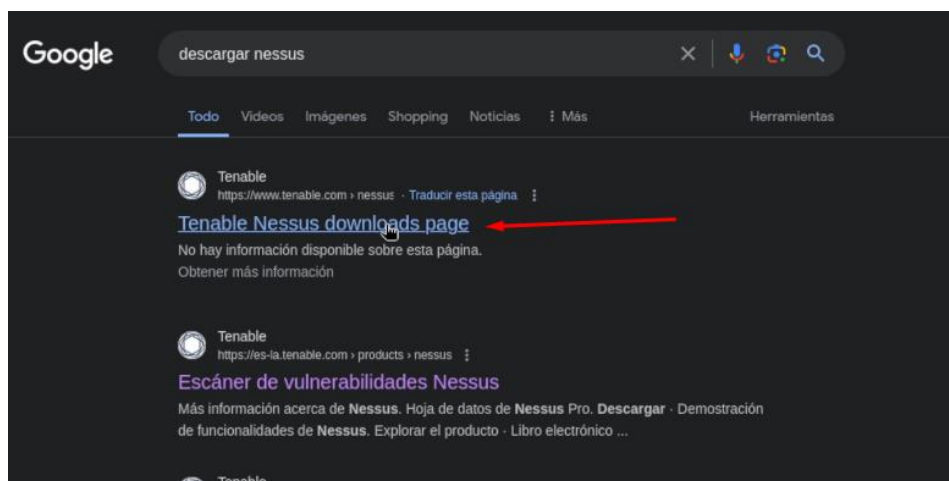 Google
descargar nessus
Todo Videos Imágenes Shopping Noticias Más Herramientas
Tenable
https://www.tenable.com › nessus · Traducir esta página
Tenable Nessus downloads page
No hay información disponible sobre esta página.
Obtener más información
Tenable
https://es-la.tenable.com › products › nessus
Escáner de vulnerabilidades Nessus
Más información acerca de Nessus. Hoja de datos de Nessus Pro. Descargar · Demostración
de funcionalidades de Nessus. Explorar el producto · Libro electrónico ...
Tenable